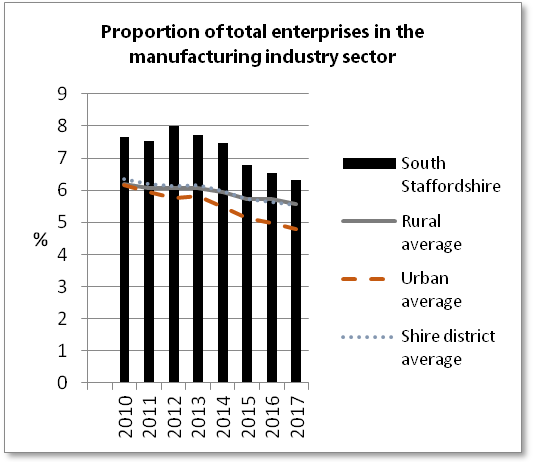 Proportion of total enterprises in the
manufacturing industry sector
9
8
7
6
5
4
3
2
1
0
%
2010
2011
2012
2013
2014
2015
2016
2017
South
Staffordshire
Rural
average
Urban
average
Shire district
average